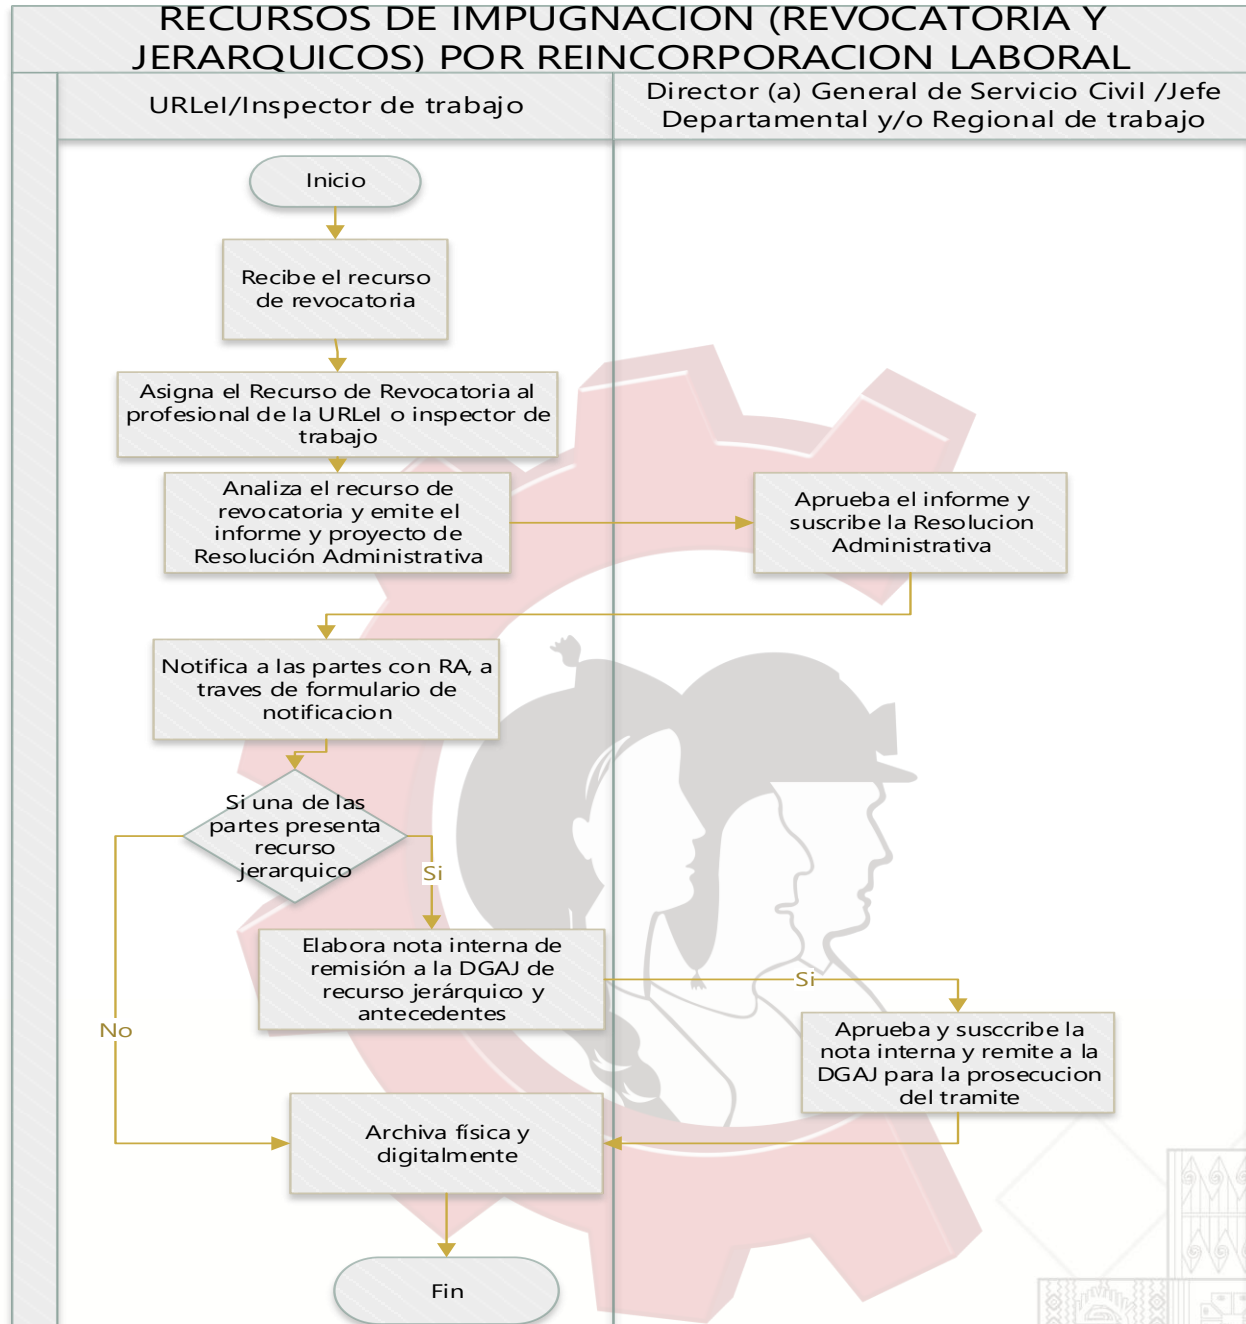 RECURSOS DE IMPUGNACION (REVOCATORIA Y
JERARQUICOS) POR REINCORPORACION LABORAL
URLeI/Inspector de trabajo
Director (a) General de Servicio Civil /Jefe
Departamental y/o Regional de trabajo
Inicio
Recibe el recurso
de revocatoria
Asigna el Recurso de Revocatoria al
profesional de la URLeI o inspector de
trabajo
Analiza el recurso de
revocatoria y emite el
informe y proyecto de
Resolución Administrativa
Aprueba el informe y
suscribe la Resolucion
Administrativa
Notifica a las partes con RA, a
traves de formulario de
notificacion
Si una de las
partes presenta
recurso
jerarquico
Si
Elabora nota interna de
remisión a la DGAJ de
recurso jerárquico y
antecedentes
Si
No
Aprueba y susccribe la
nota interna y remite a la
DGAJ para la prosecucion
del tramite
Archiva física y
digitalmente
Fin